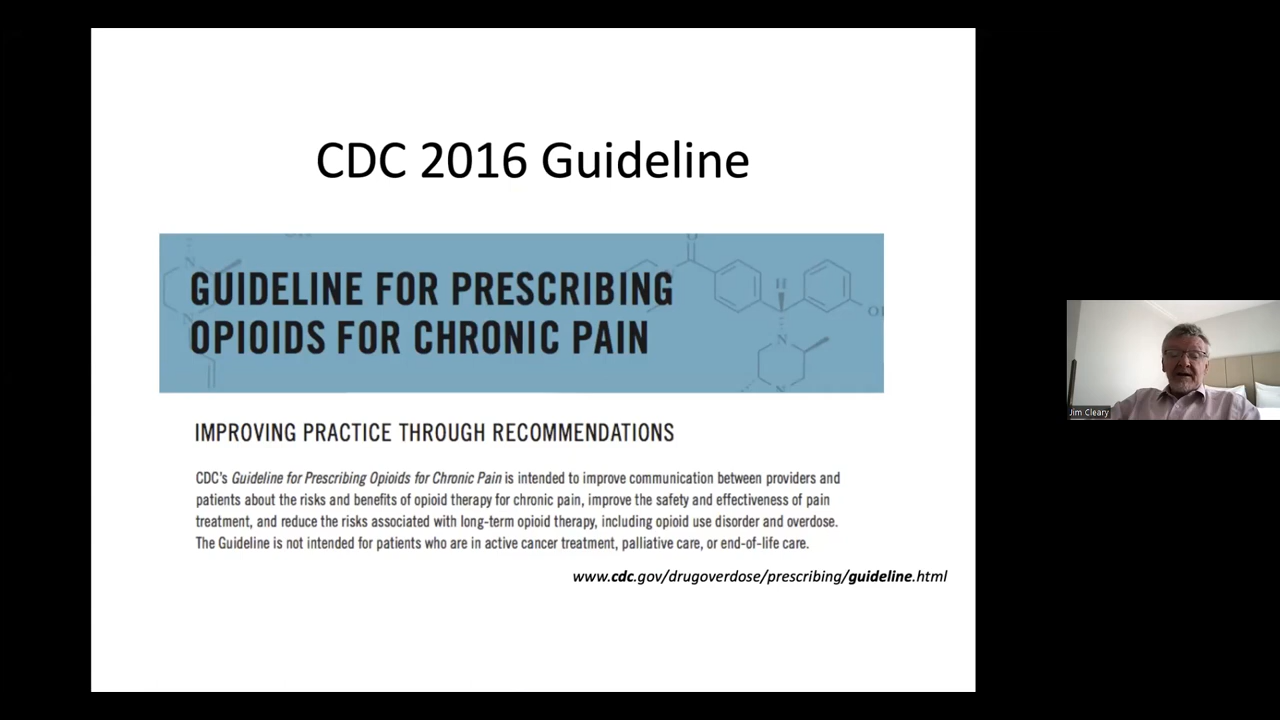 CDC 2016 Guideline
GUIDELINE FOR PRESCRIBING
OPIOIDS FOR CHRONIC PAIN
IMPROVING PRACTICE THROUGH RECOMMENDATIONS
CDC's Guideline for Prescribing Opioids for Chronic Pain is intended to improve communication between providers and
patients about the risks and benefits of opioid therapy for chronic pain, improve the safety and effectiveness of pain
treatment, and reduce the risks associated with long-term opioid therapy, including opioid use disorder and overdose.
The Guideline is not intended for patients who are in active cancer treatment, palliative care, or end-of-life care.
www.cdc.gov/drugoverdose/prescribing/guideline.html
Jim Cleary